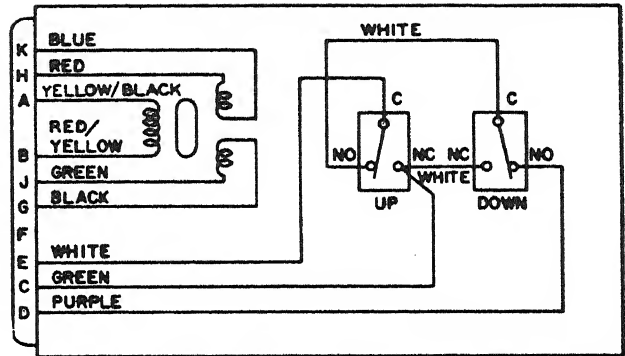 K BLUE
H RED
A YELLOW/BLACK
RED/
B YELLOW
J GREEN
G BLACK
F
E WHITE
C GREEN
D PURPLE
WHITE
C
C
NO
NC
NC
NO
WHITE
UP
DOWN